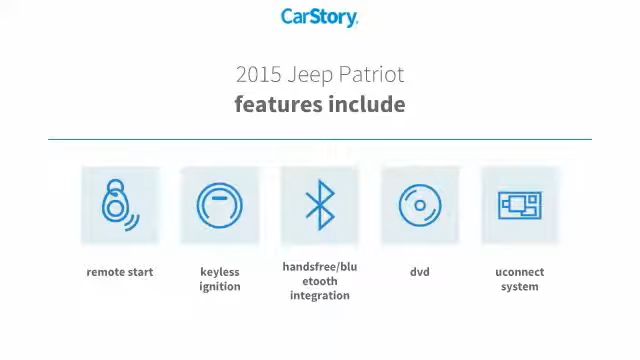 CarStory.
2015 Jeep Patriot
features include
remote start
keyless
ignition
handsfree/blu
etooth
integration
dvd
uconnect
system